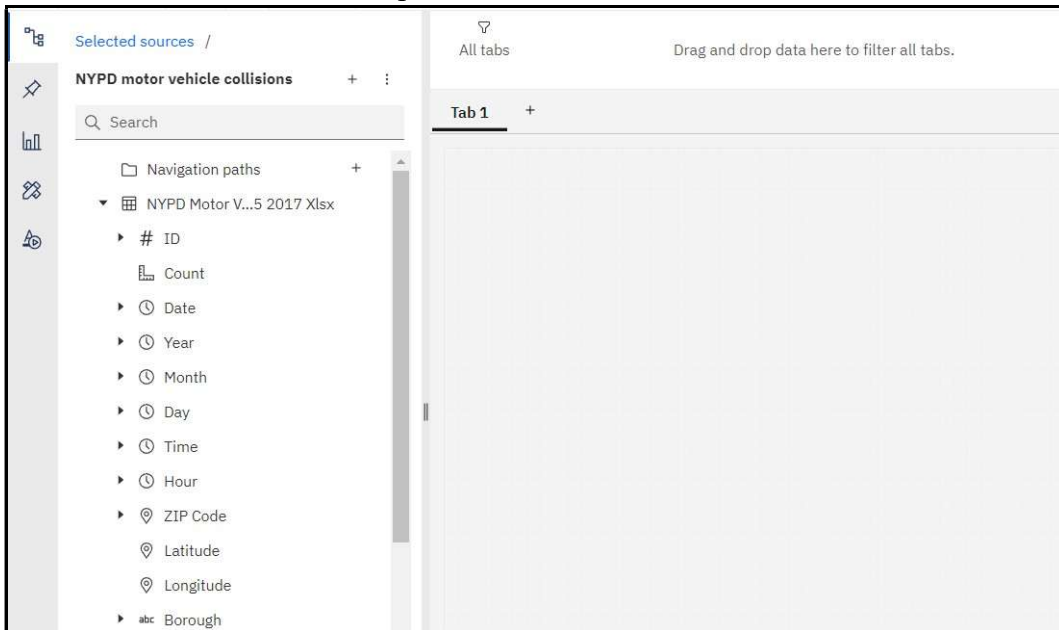 Selected sources /
NYPD motor vehicle collisions + ⋮
Search
Navigation paths +
NYPD Motor V...5 2017 Xlsx
# ID
Count
Date
Year
Month
Day
Time
Hour
ZIP Code
Latitude
Longitude
abc Borough
All tabs
Drag and drop data here to filter all tabs.
Tab 1 +